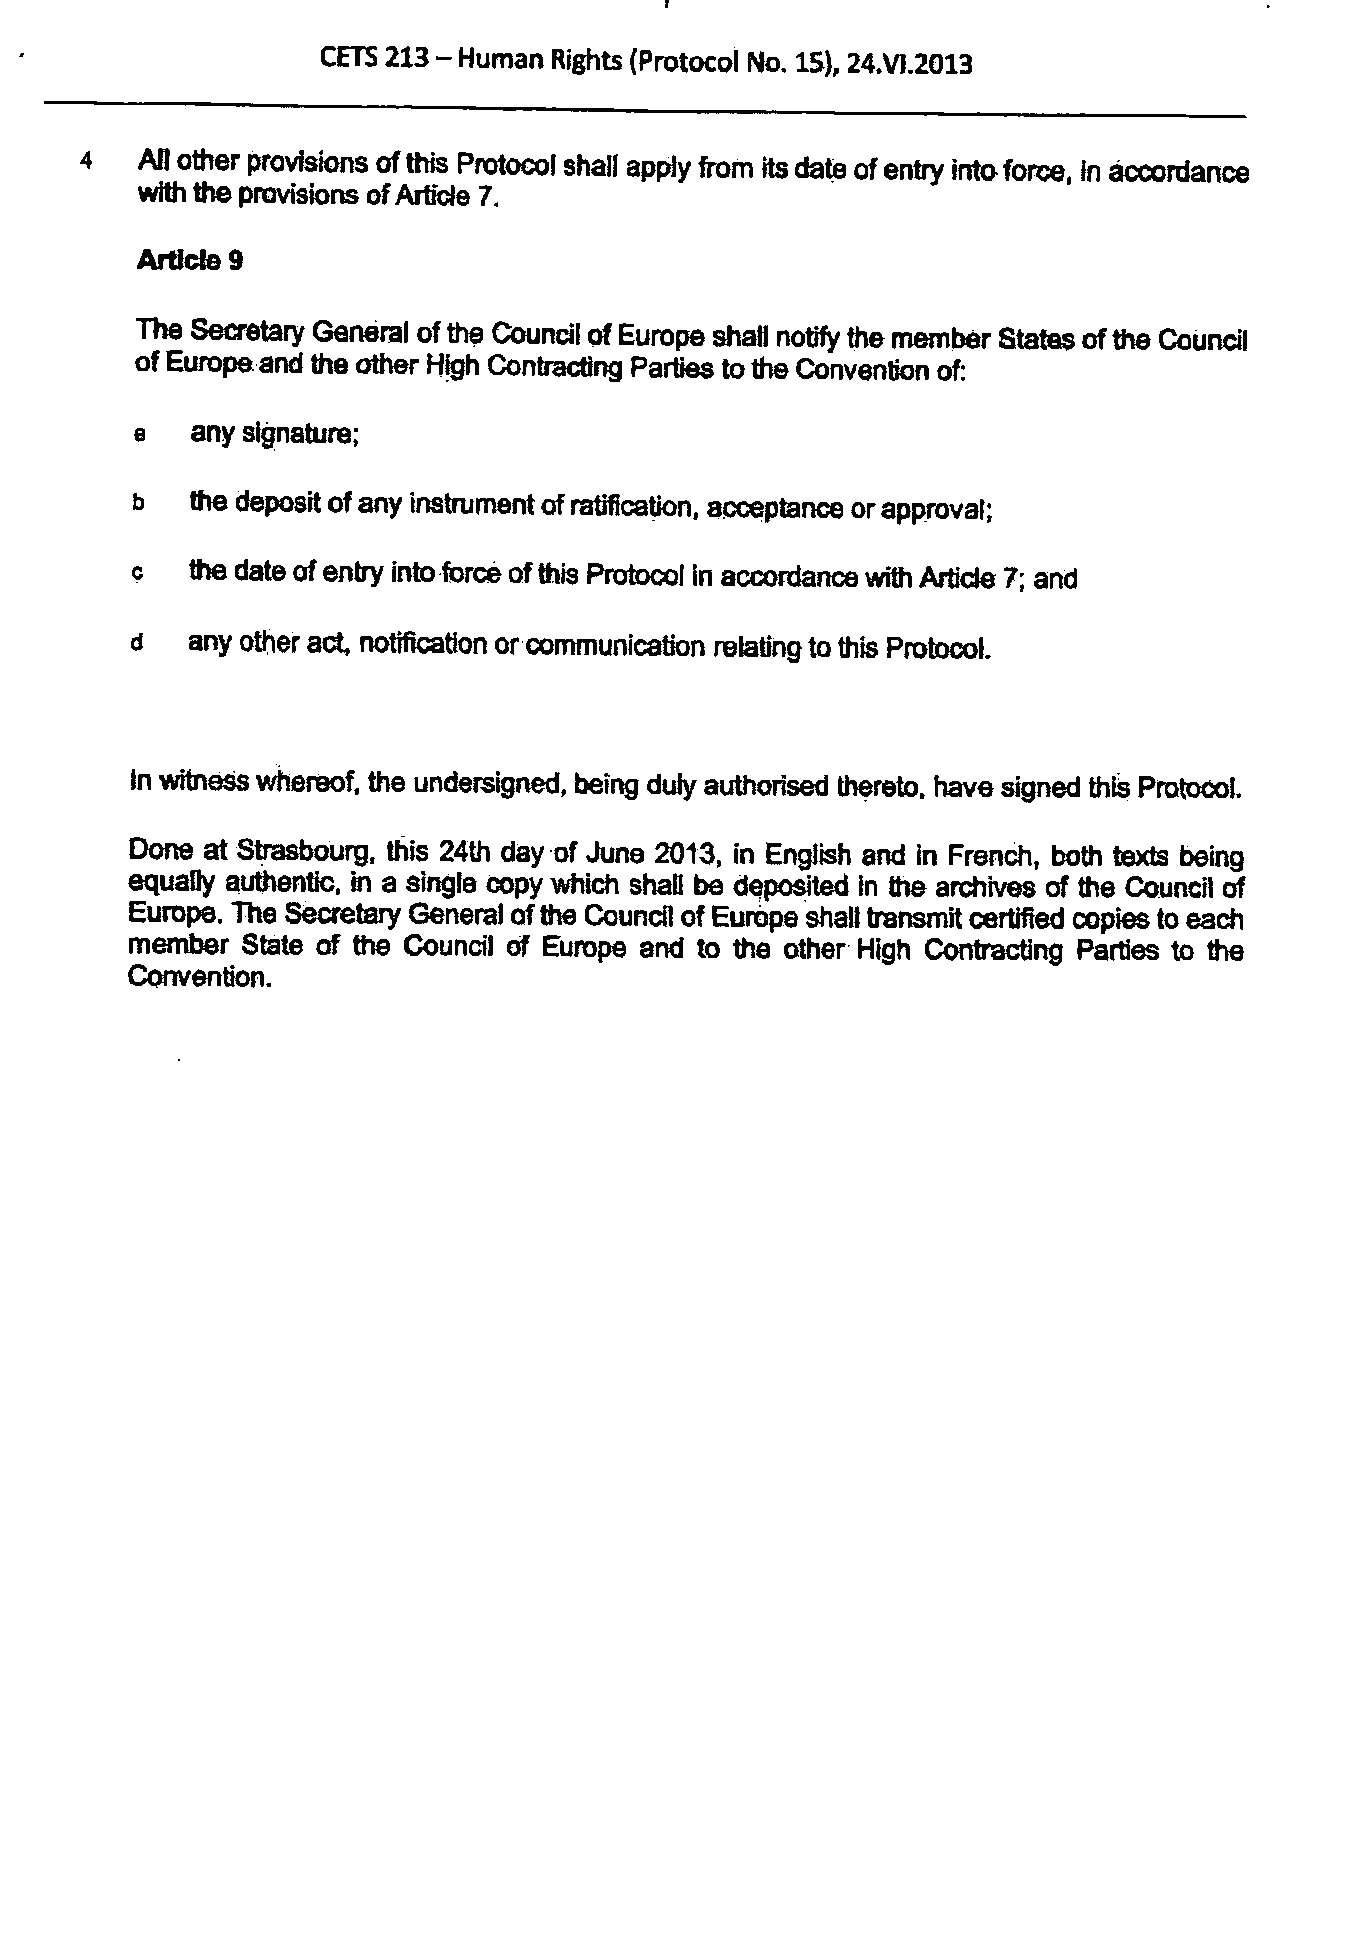 CETS 213 – Human Rights (Protocol No. 15), 24.VI.2013
4 All other provisions of this Protocol shall apply from its date of entry into force, in accordance
with the provisions of Article 7.
Article 9
The Secretary General of the Council of Europe shall notify the member States of the Council
of Europe and the other High Contracting Parties to the Convention of:
a any signature;
b the deposit of any instrument of ratification, acceptance or approval;
c the date of entry into force of this Protocol in accordance with Article 7; and
d any other act, notification or communication relating to this Protocol.
In witness whereof, the undersigned, being duly authorised thereto, have signed this Protocol.
Done at Strasbourg, this 24th day of June 2013, in English and in French, both texts being
equally authentic, in a single copy which shall be deposited in the archives of the Council of
Europe. The Secretary General of the Council of Europe shall transmit certified copies to each
member State of the Council of Europe and to the other High Contracting Parties to the
Convention.